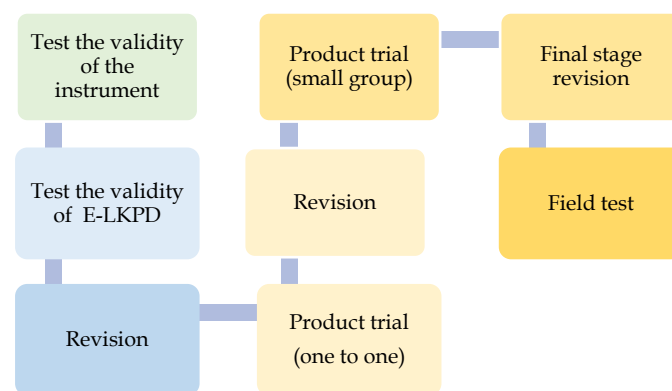 Test the validity
of the
instrument
Test the validity
of E-LKPD
Revision
Product trial
(one to one)
Revision
Product trial
(small group)
Final stage
revision
Field test